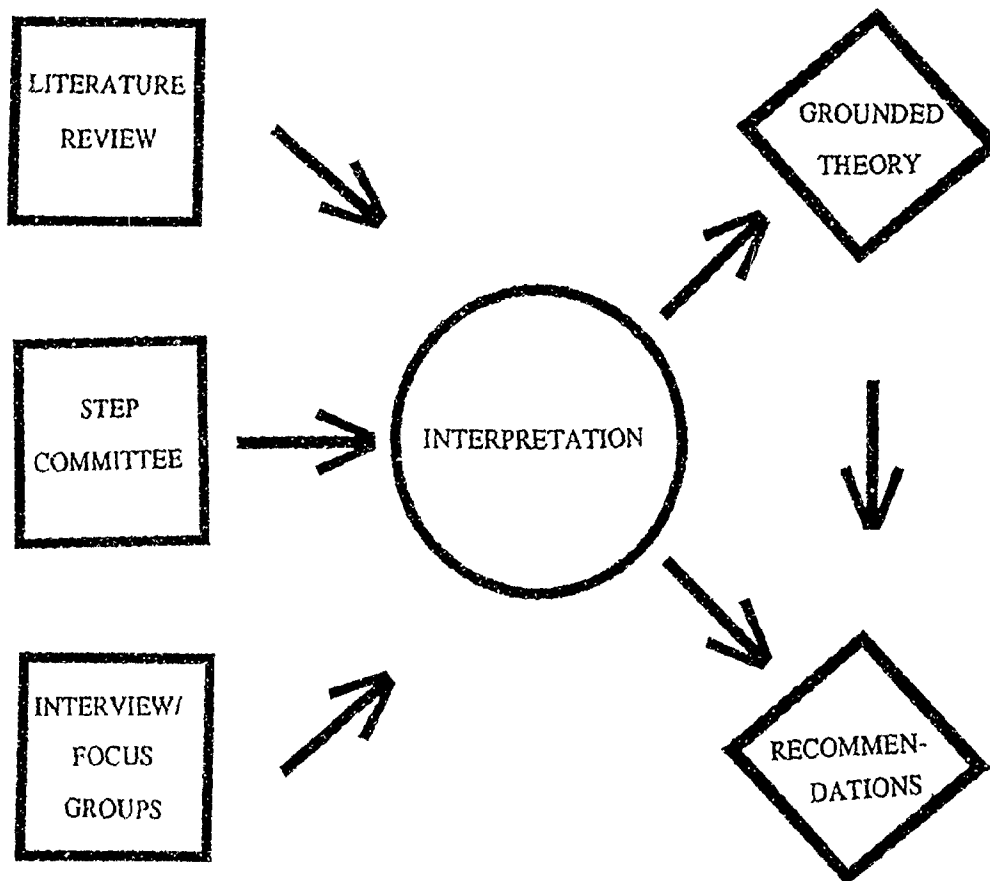 LITERATURE
REVIEW
STEP
COMMITTEE
INTERVIEW/
FOCUS
GROUPS
INTERPRETATION
GROUNDED
THEORY
RECOMMEN-
DATIONS